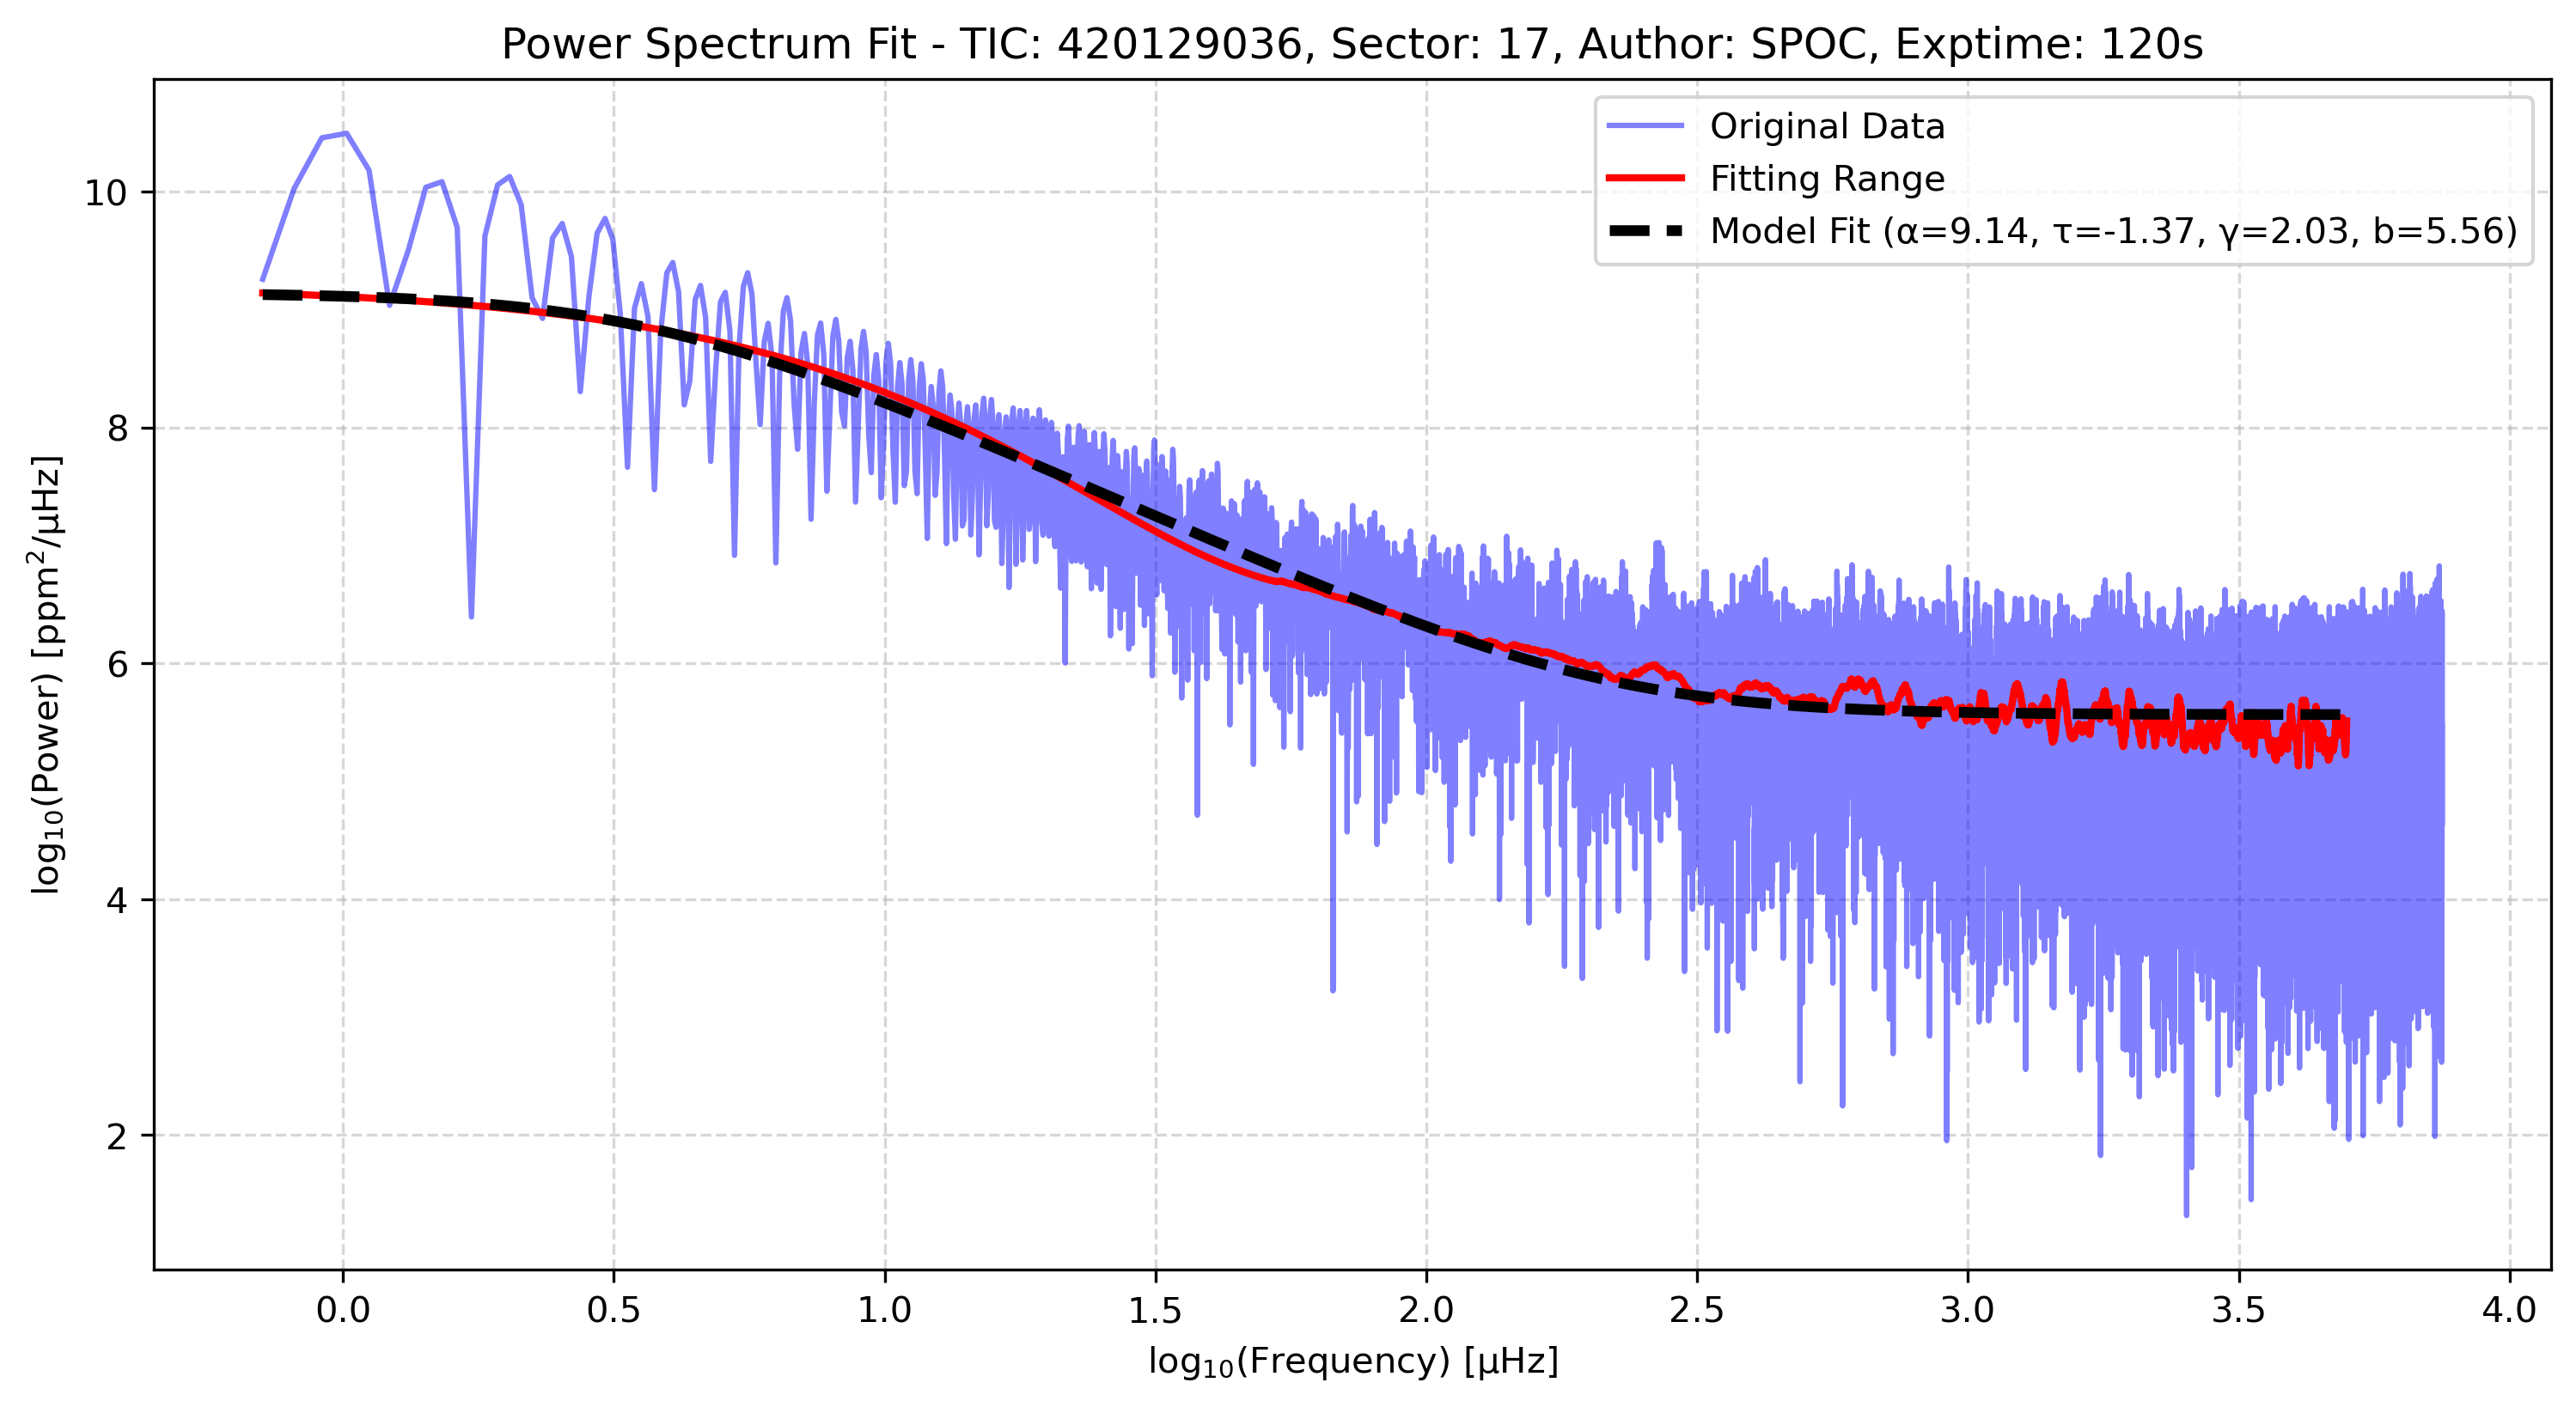 Power Spectrum Fit - TIC: 420129036, Sector: 17, Author: SPOC, Exptime: 120s
Original Data
Fitting Range
Model Fit (α=9.14, τ=-1.37, γ=2.03, b=5.56)
log₁₀(Power) [ppm²/μHz]
10
8
6
4
2
0.0 0.5 1.0 1.5 2.0 2.5 3.0 3.5 4.0
log₁₀(Frequency) [μHz]